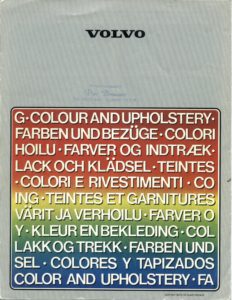 VOLVO
G·COLOUR AND UPHOLSTERY·
FARBEN UND BEZÜGE·COLORI
HOILU·FARVER OG INDTRÆK·
LACK OCH KLÄDSEL·TEINTES
·COLORI E RIVESTIMENTI·CO
ING·TEINTES ET GARNITURES
VÄRIT JA VERHOILU·FARVER O
Y·KLEUR EN BEKLEDING·COL
LAKK OG TREKK·FARBEN UND
SEL·COLORES Y TAPIZADOS
COLOR AND UPHOLSTERY·FA